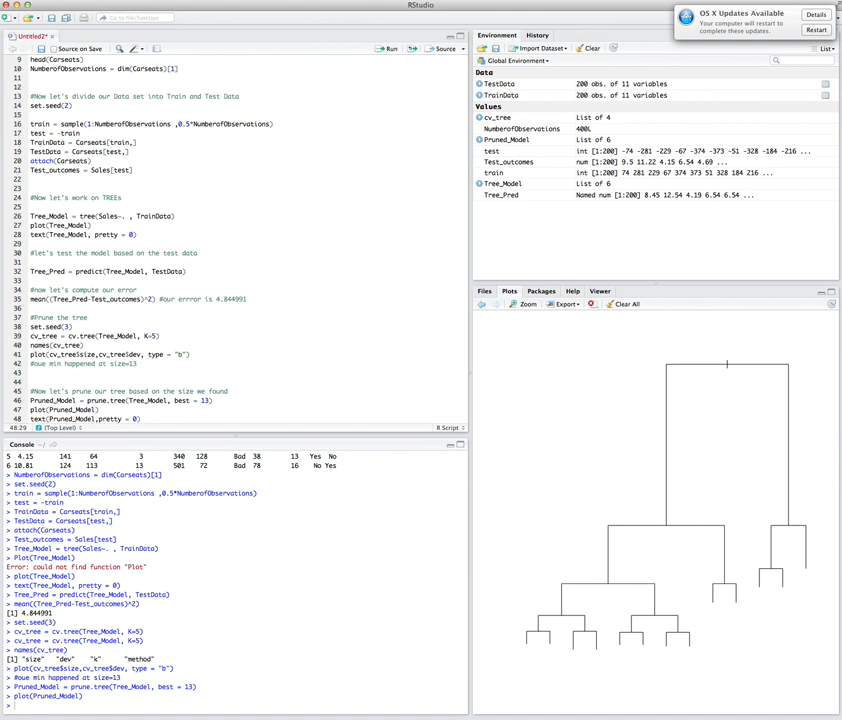 RStudio
Go to file/function
OS X Updates Available
Your computer will restart to
complete these updates.
Details
Restart
Untitled2*
Source on Save
Run
Source
9 head(Carseats)
10 NumberofObservations = dim(Carseats)[1]
11
12
13 #Now let's divide our Data set into Train and Test Data
14 set.seed(2)
15
16 train = sample(1:NumberofObservations ,0.5*NumberofObservations)
17 test = -train
18 TrainData = Carseats[train,]
19 TestData = Carseats[test,]
20 attach(Carseats)
21 Test_outcomes = Sales[test]
22
23
24 #Now let's work on TREEs
25
26 Tree_Model = tree(Sales~. , TrainData)
27 plot(Tree_Model)
28 text(Tree_Model, pretty = 0)
29
30 #let's test the model based on the test data
31
32 Tree_Pred = predict(Tree_Model, TestData)
33
34 #now let's compute our error
35 mean((Tree_Pred-Test_outcomes)^2) #our errror is 4.844991
36
37 #Prune the tree
38 set.seed(3)
39 cv_tree = cv.tree(Tree_Model, K=5)
40 names(cv_tree)
41 plot(cv_tree$size,cv_tree$dev, type = "b")
42 #oue min happened at size=13
43
44
45 #Now let's prune our tree based on the size we found
46 Pruned_Model = prune.tree(Tree_Model, best = 13)
47 plot(Pruned_Model)
48 text(Pruned_Model,pretty = 0)
48:29 (Top Level) R Script
Console ~/
5 4.15 141 64 3 340 128 Bad 38 13 Yes No
6 10.81 124 113 13 501 72 Bad 78 16 No Yes
> NumberofObservations = dim(Carseats)[1]
> set.seed(2)
> train = sample(1:NumberofObservations ,0.5*NumberofObservations)
> test = -train
> TrainData = Carseats[train,]
> TestData = Carseats[test,]
> attach(Carseats)
> Test_outcomes = Sales[test]
> Tree_Model = tree(Sales~. , TrainData)
> Plot(Tree_Model)
Error: could not find function "Plot"
> plot(Tree_Model)
> text(Tree_Model, pretty = 0)
> Tree_Pred = predict(Tree_Model, TestData)
> mean((Tree_Pred-Test_outcomes)^2)
[1] 4.844991
> set.seed(3)
> cv_tree = cv.tree(Tree_Model, K=5)
> cv_tree = cv.tree(Tree_Model, K=5)
> names(cv_tree)
[1] "size" "dev" "k" "method"
> plot(cv_tree$size,cv_tree$dev, type = "b")
> #oue min happened at size=13
> Pruned_Model = prune.tree(Tree_Model, best = 13)
> plot(Pruned_Model)
>
Environment History
Import Dataset Clear List
Global Environment
Data
TestData 200 obs. of 11 variables
TrainData 200 obs. of 11 variables
Values
cv_tree List of 4
NumberofObservations 400L
Pruned_Model List of 6
test int [1:200] -74 -281 -229 -67 -374 -373 -51 -328 -184 -216 ...
Test_outcomes num [1:200] 9.5 11.22 4.15 6.54 4.69 ...
train int [1:200] 74 281 229 67 374 373 51 328 184 216 ...
Tree_Model List of 6
Tree_Pred Named num [1:200] 8.45 12.54 4.19 6.54 6.54 ...
Files Plots Packages Help Viewer
Zoom Export Clear All